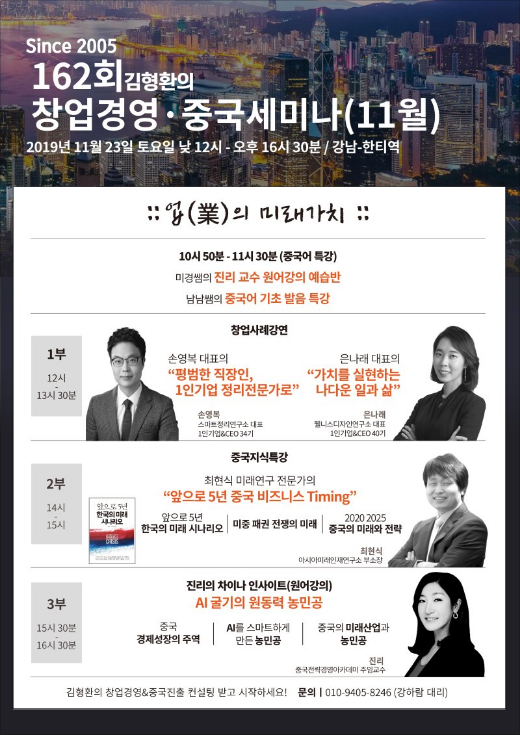 Since 2005
162회김형환의
창업경영·중국세미나(11월)
2019년 11월 23일 토요일 낮 12시 - 오후 16시 30분 / 강남-한티역
:: 업(業)의 미래가치 ::
10시 50분 - 11시 30분 (중국어 특강)
미경쌤의 진리 교수 원어강의 예습반
남남쌤의 중국어 기초 발음 특강
창업사례강연
1부
12시
-
13시 30분
손영복 대표의
“평범한 직장인,
1인기업 정리전문가로”
손영복
스마트정리연구소 대표
1인기업&CEO 34기
은나래 대표의
“가치를 실현하는
나다운 일과 삶”
은나래
웰니스디자인연구소 대표
1인기업&CEO 40기
중국지식특강
2부
14시
-
15시
최현식 미래연구 전문가의
“앞으로 5년 중국 비즈니스 Timing”
앞으로 5년
한국의 미래
시나리오
앞으로 5년
한국의 미래 시나리오
미중 패권 전쟁의 미래
2020 2025
중국의 미래와 전략
최현식
아시아미래인재연구소 부소장
진리의 차이나 인사이트(원어강의)
3부
15시 30분
-
16시 30분
AI 굴기의 원동력 농민공
중국
경제성장의 주역
AI를 스마트하게
만든 농민공
중국의 미래산업과
농민공
진리
중국전략경영아카데미 주임교수
김형환의 창업경영&중국진출 컨설팅 받고 시작하세요! 문의 | 010-9405-8246 (강하람 대리)